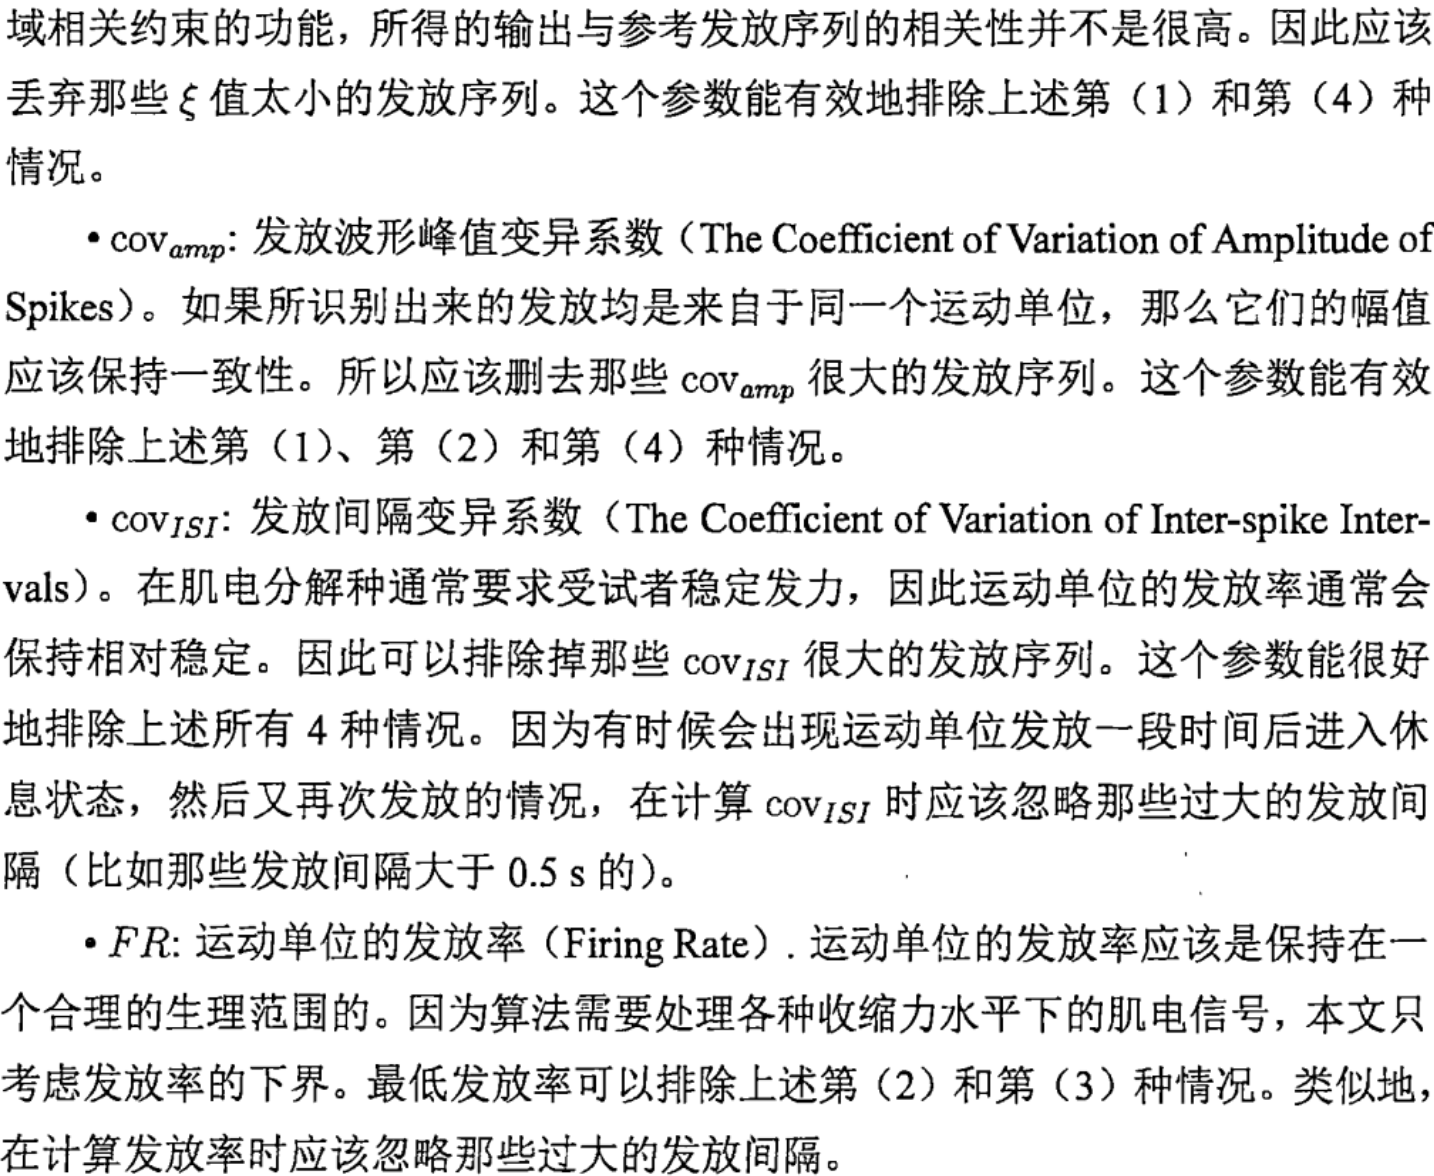 域相关约束的功能，所得的输出与参考发放序列的相关性并不是很高。因此应该
丢弃那些 ξ 值太小的发放序列。这个参数能有效地排除上述第（1）和第（4）种
情况。
• cov_amp: 发放波形峰值变异系数（The Coefficient of Variation of Amplitude of
Spikes）。如果所识别出来的发放均是来自于同一个运动单位，那么它们的幅值
应该保持一致性。所以应该删去那些 cov_amp 很大的发放序列。这个参数能有效
地排除上述第（1）、第（2）和第（4）种情况。
• cov_ISI: 发放间隔变异系数（The Coefficient of Variation of Inter-spike Inter-
vals）。在肌电分解种通常要求受试者稳定发力，因此运动单位的发放率通常会
保持相对稳定。因此可以排除掉那些 cov_ISI 很大的发放序列。这个参数能很好
地排除上述所有 4 种情况。因为有时候会出现运动单位发放一段时间后进入休
息状态，然后又再次发放的情况，在计算 cov_ISI 时应该忽略那些过大的发放间
隔（比如那些发放间隔大于 0.5 s 的）。
• FR: 运动单位的发放率（Firing Rate）. 运动单位的发放率应该是保持在一
个合理的生理范围的。因为算法需要处理各种收缩力水平下的肌电信号，本文只
考虑发放率的下界。最低发放率可以排除上述第（2）和第（3）种情况。类似地，
在计算发放率时应该忽略那些过大的发放间隔。